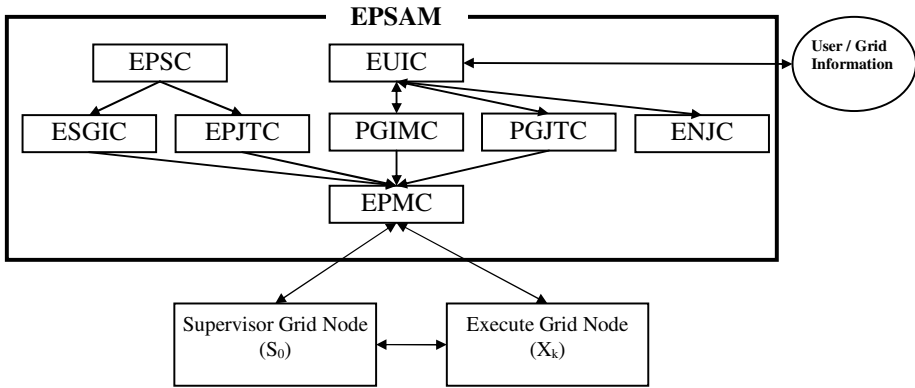 EPSAM
EPSC
EUIC
User / Grid
Information
ESGIC
EPJTC
PGIMC
PGJTC
ENJC
EPMC
Supervisor Grid Node
(S₀)
Execute Grid Node
(Xₖ)